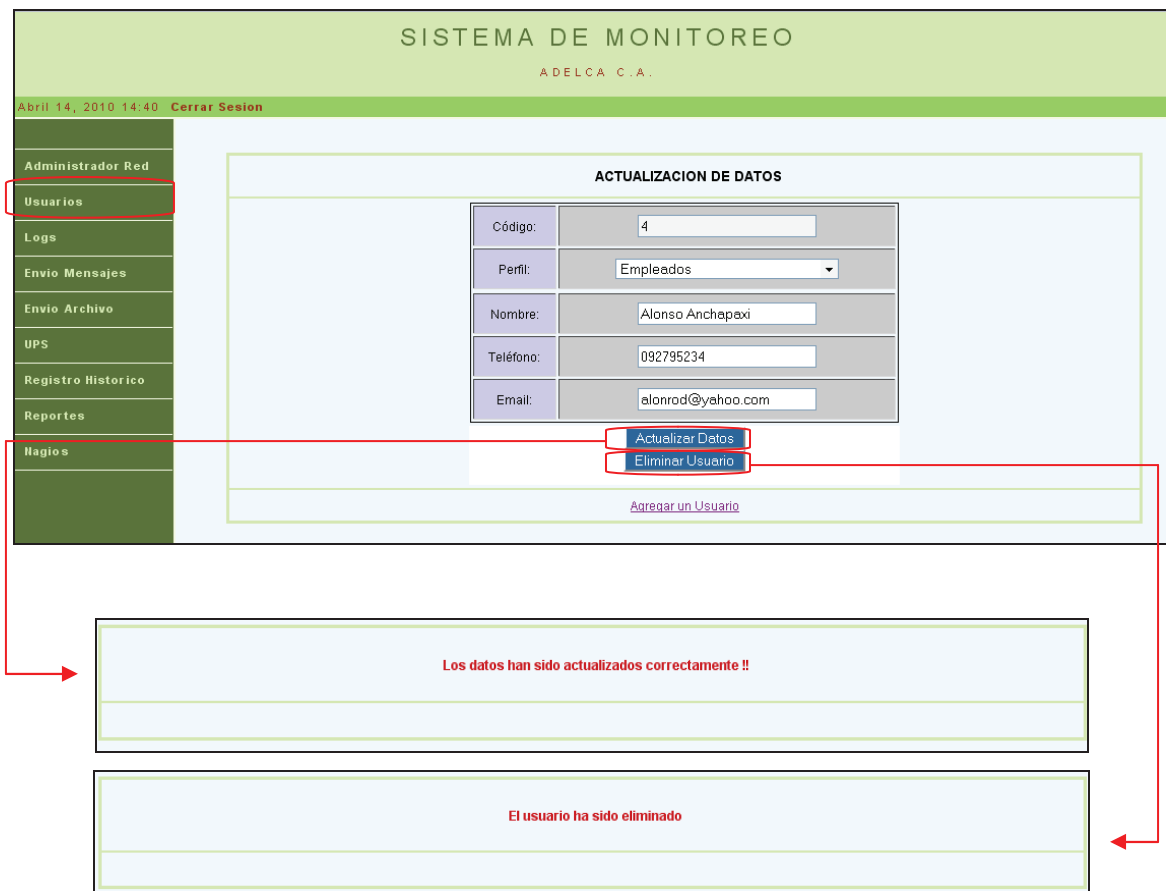 SISTEMA DE MONITOREO
ADELCA C.A.
Abril 14, 2010 14:40 Cerrar Sesion
Administrador Red
Usuarios
Logs
Envio Mensajes
Envio Archivo
UPS
Registro Historico
Reportes
Nagios
ACTUALIZACION DE DATOS
Código: 4
Perfil: Empleados
Nombre: Alonso Anchapaxi
Teléfono: 092795234
Email: alonrod@yahoo.com
Actualizar Datos
Eliminar Usuario
Agregar un Usuario
Los datos han sido actualizados correctamente !!
El usuario ha sido eliminado